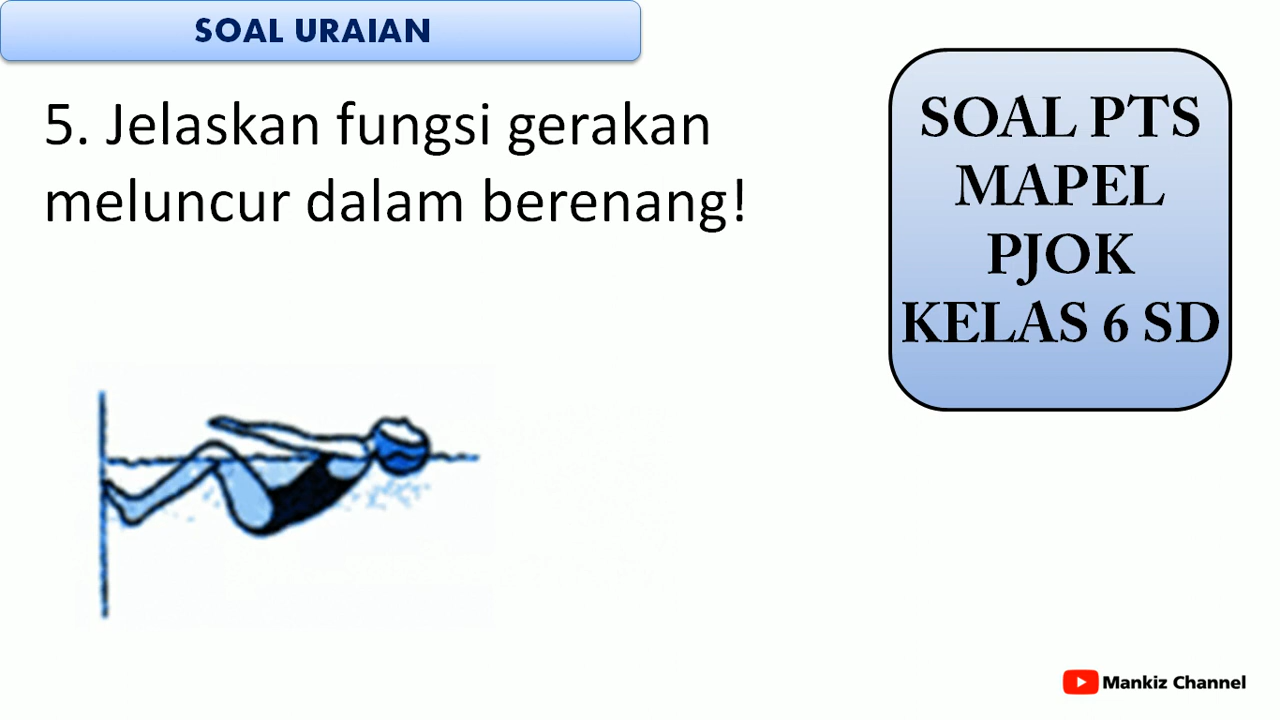 SOAL URAIAN
5. Jelaskan fungsi gerakan
meluncur dalam berenang!
SOAL PTS
MAPEL
PJOK
KELAS 6 SD
Mankiz Channel